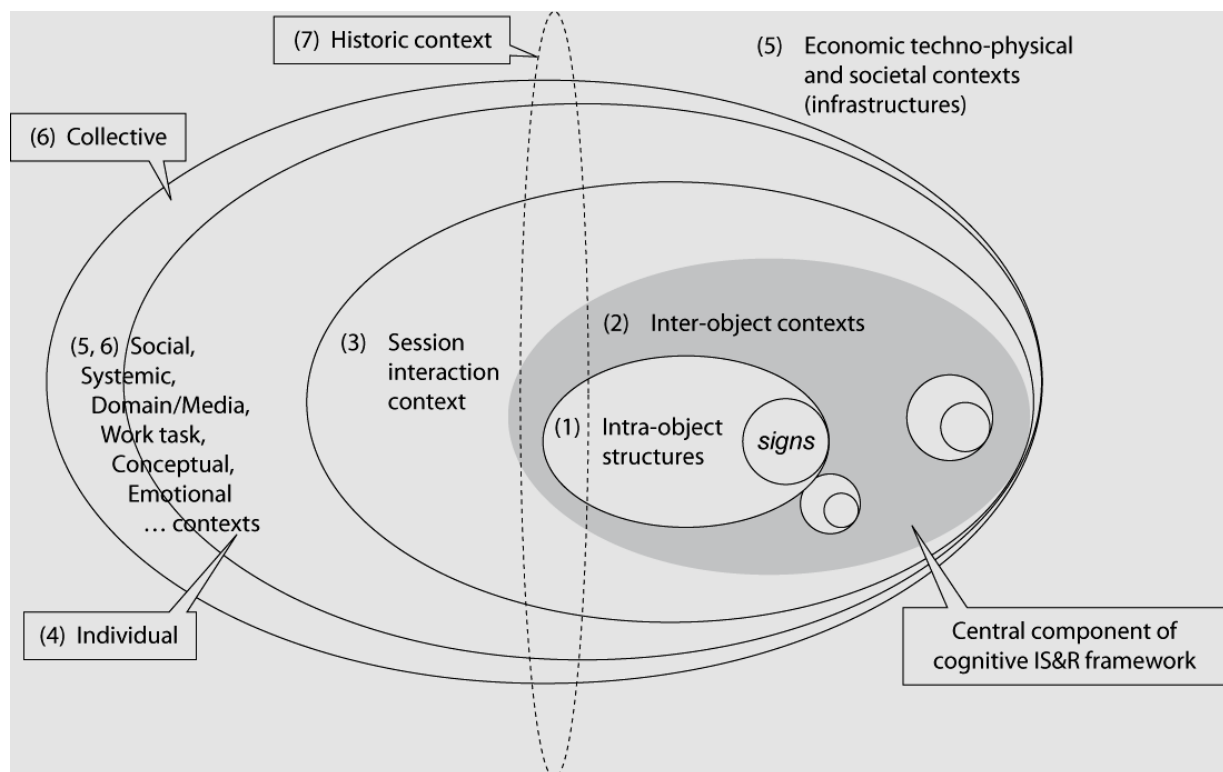 (7) Historic context
(5) Economic techno-physical
and societal contexts
(infrastructures)
(6) Collective
(2) Inter-object contexts
(5, 6) Social,
Systemic,
Domain/Media,
Work task,
Conceptual,
Emotional
… contexts
(3) Session
interaction
context
(1) Intra-object
structures
signs
(4) Individual
Central component of
cognitive IS&R framework